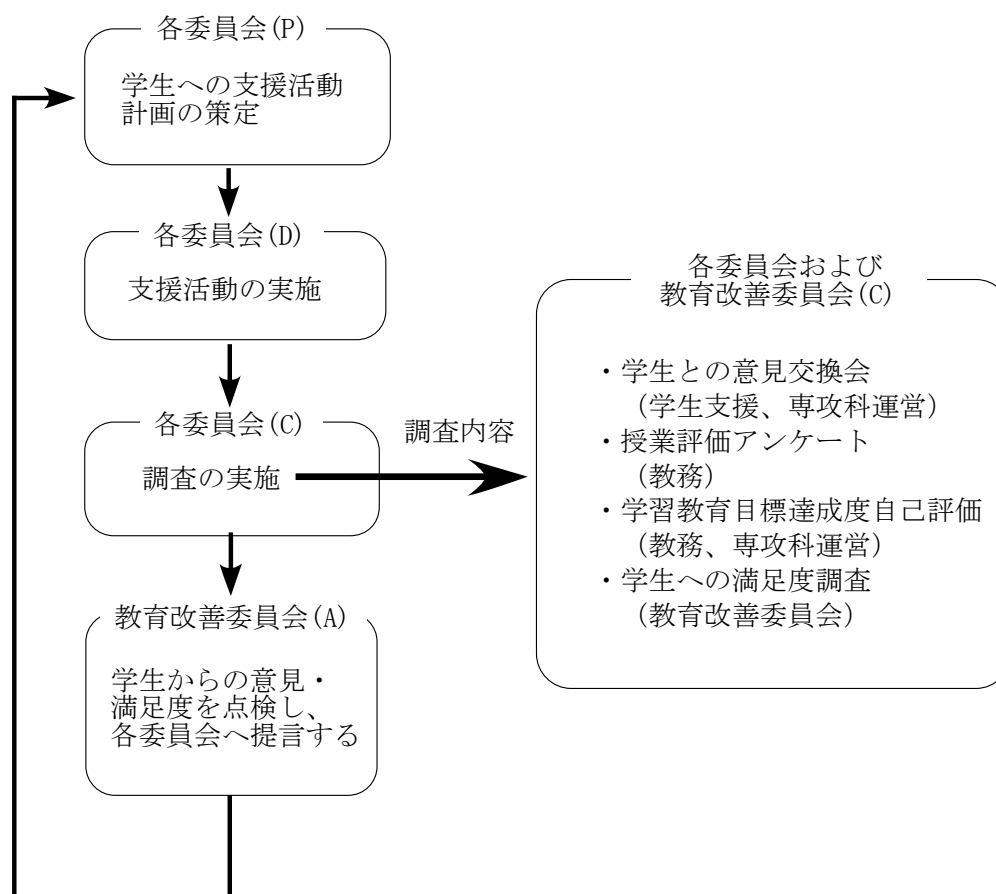 各委員会(P)
学生への支援活動
計画の策定
各委員会(D)
支援活動の実施
各委員会(C)
調査の実施
調査内容
教育改善委員会(A)
学生からの意見・
満足度を点検し、
各委員会へ提言する
各委員会および
教育改善委員会(C)
・学生との意見交換会
（学生支援、専攻科運営）
・授業評価アンケート
（教務）
・学習教育目標達成度自己評価
（教務、専攻科運営）
・学生への満足度調査
（教育改善委員会）